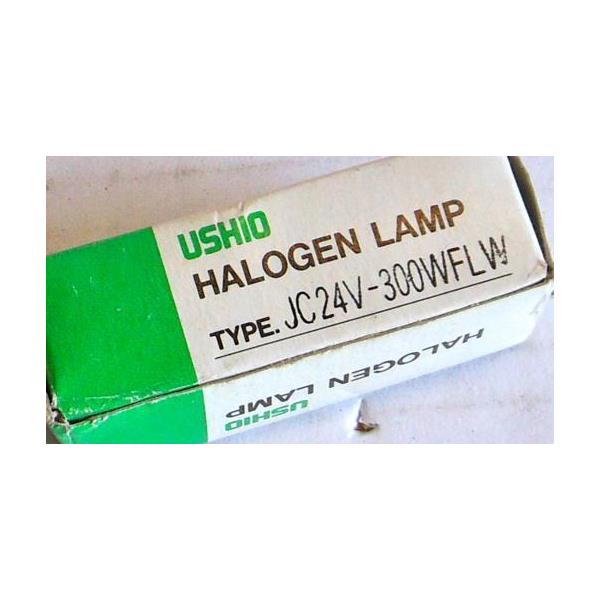 USHIO
HALOGEN LAMP
TYPE. JC24V-300WFLW
HALOGEN LAMP
USHIO